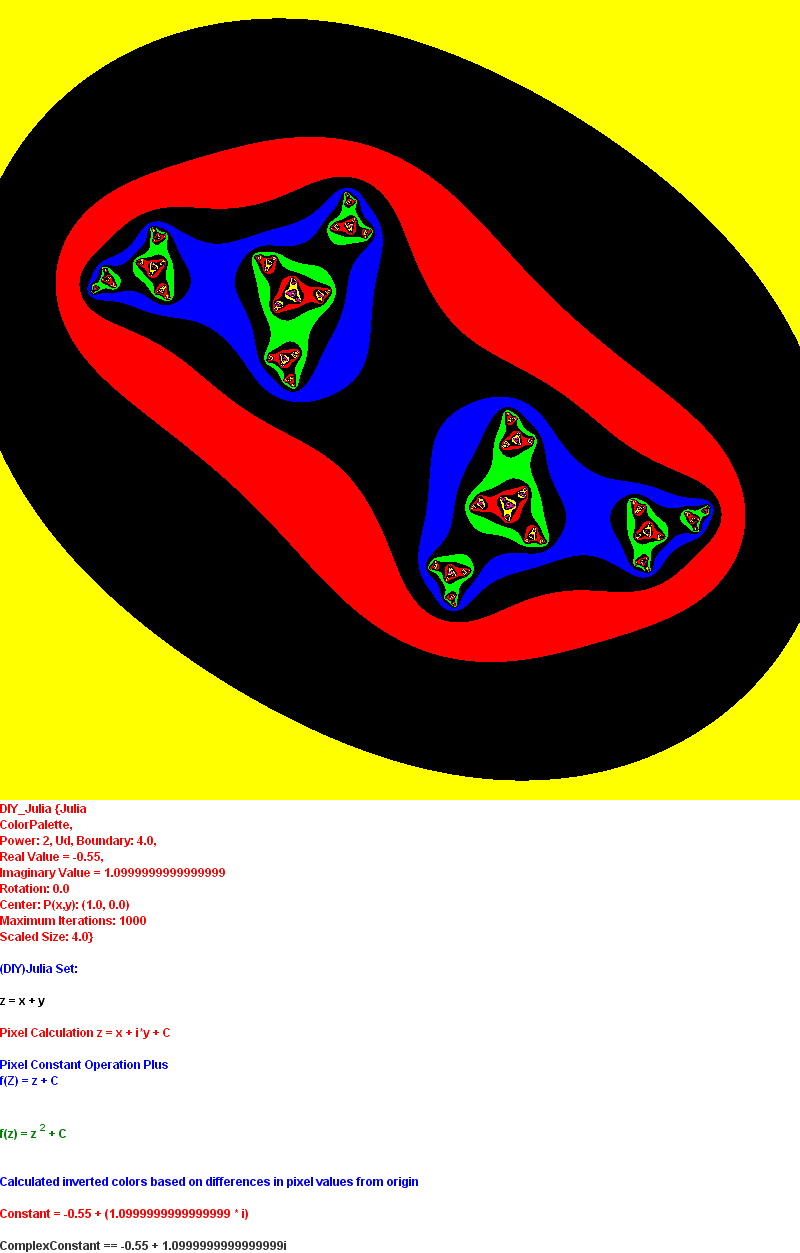 DIY_Julia {Julia
ColorPalette,
Power: 2, Ud, Boundary: 4.0,
Real Value = -0.55,
Imaginary Value = 1.0999999999999999
Rotation: 0.0
Center: P(x,y): (1.0, 0.0)
Maximum Iterations: 1000
Scaled Size: 4.0}
(DIY)Julia Set:
z = x + y
Pixel Calculation z = x + i*y + C
Pixel Constant Operation Plus
f(Z) = z + C
f(z) = z 2 + C
Calculated inverted colors based on differences in pixel values from origin
Constant = -0.55 + (1.0999999999999999 * i)
ComplexConstant == -0.55 + 1.0999999999999999i